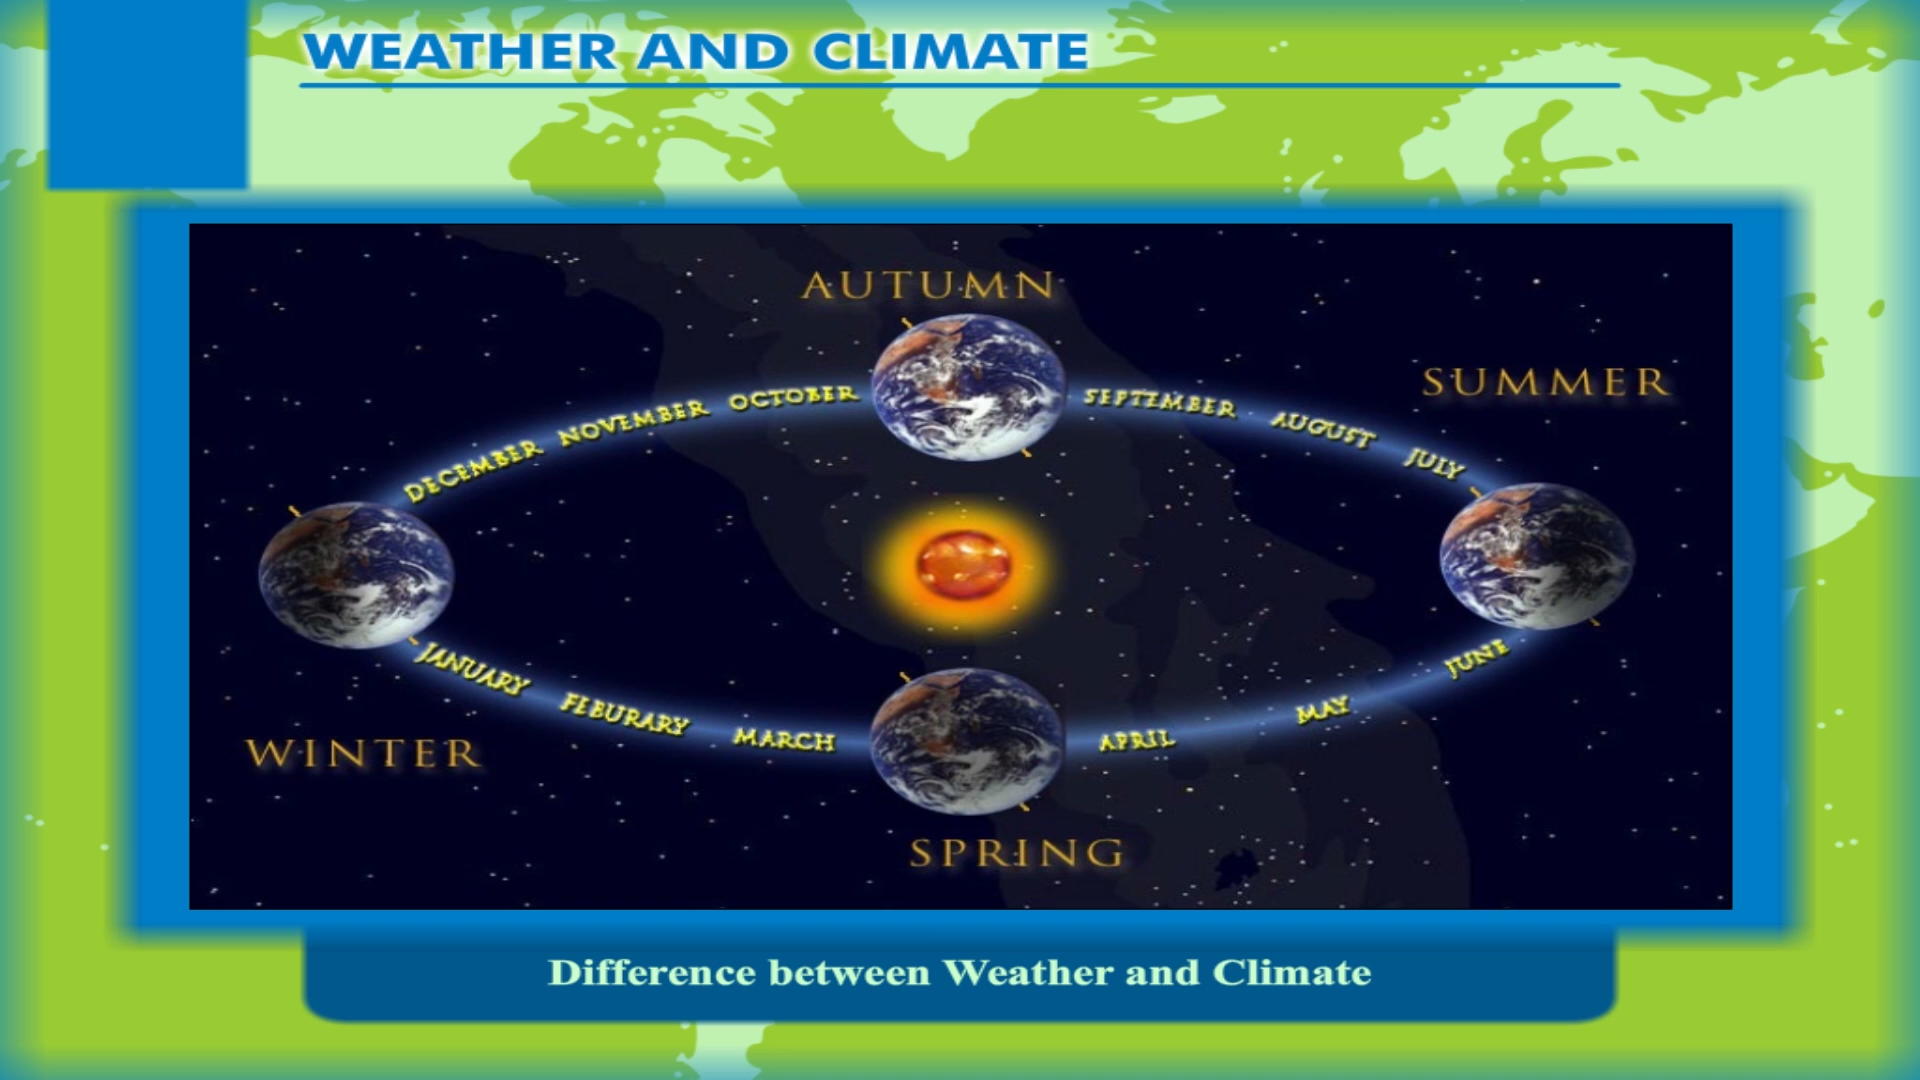 WEATHER AND CLIMATE
AUTUMN
SUMMER
OCTOBER
SEPTEMBER
NOVEMBER
AUGUST
DECEMBER
JULY
JANUARY
JUNE
FEBURARY
MAY
MARCH
APRIL
WINTER
SPRING
Difference between Weather and Climate